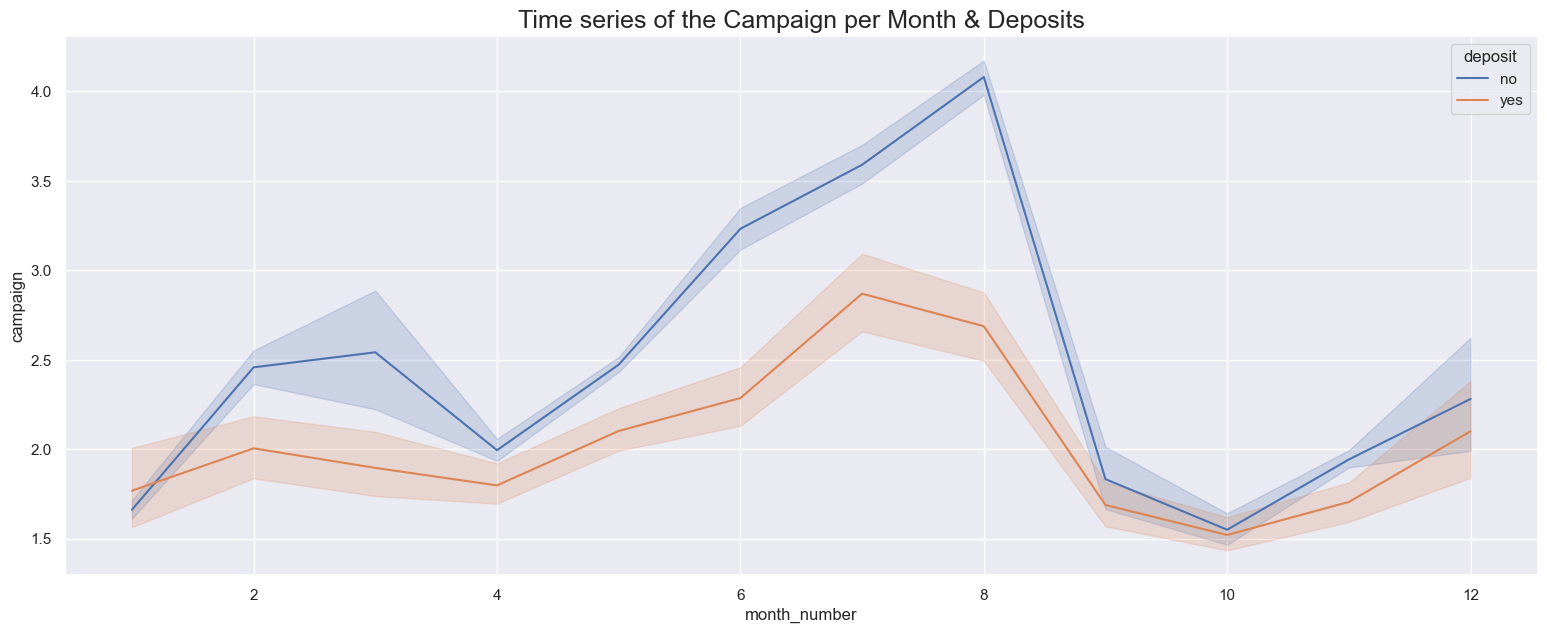 Time series of the Campaign per Month & Deposits
deposit
no
yes
campaign
4.0
3.5
3.0
2.5
2.0
1.5
2
4
6
8
10
12
month_number